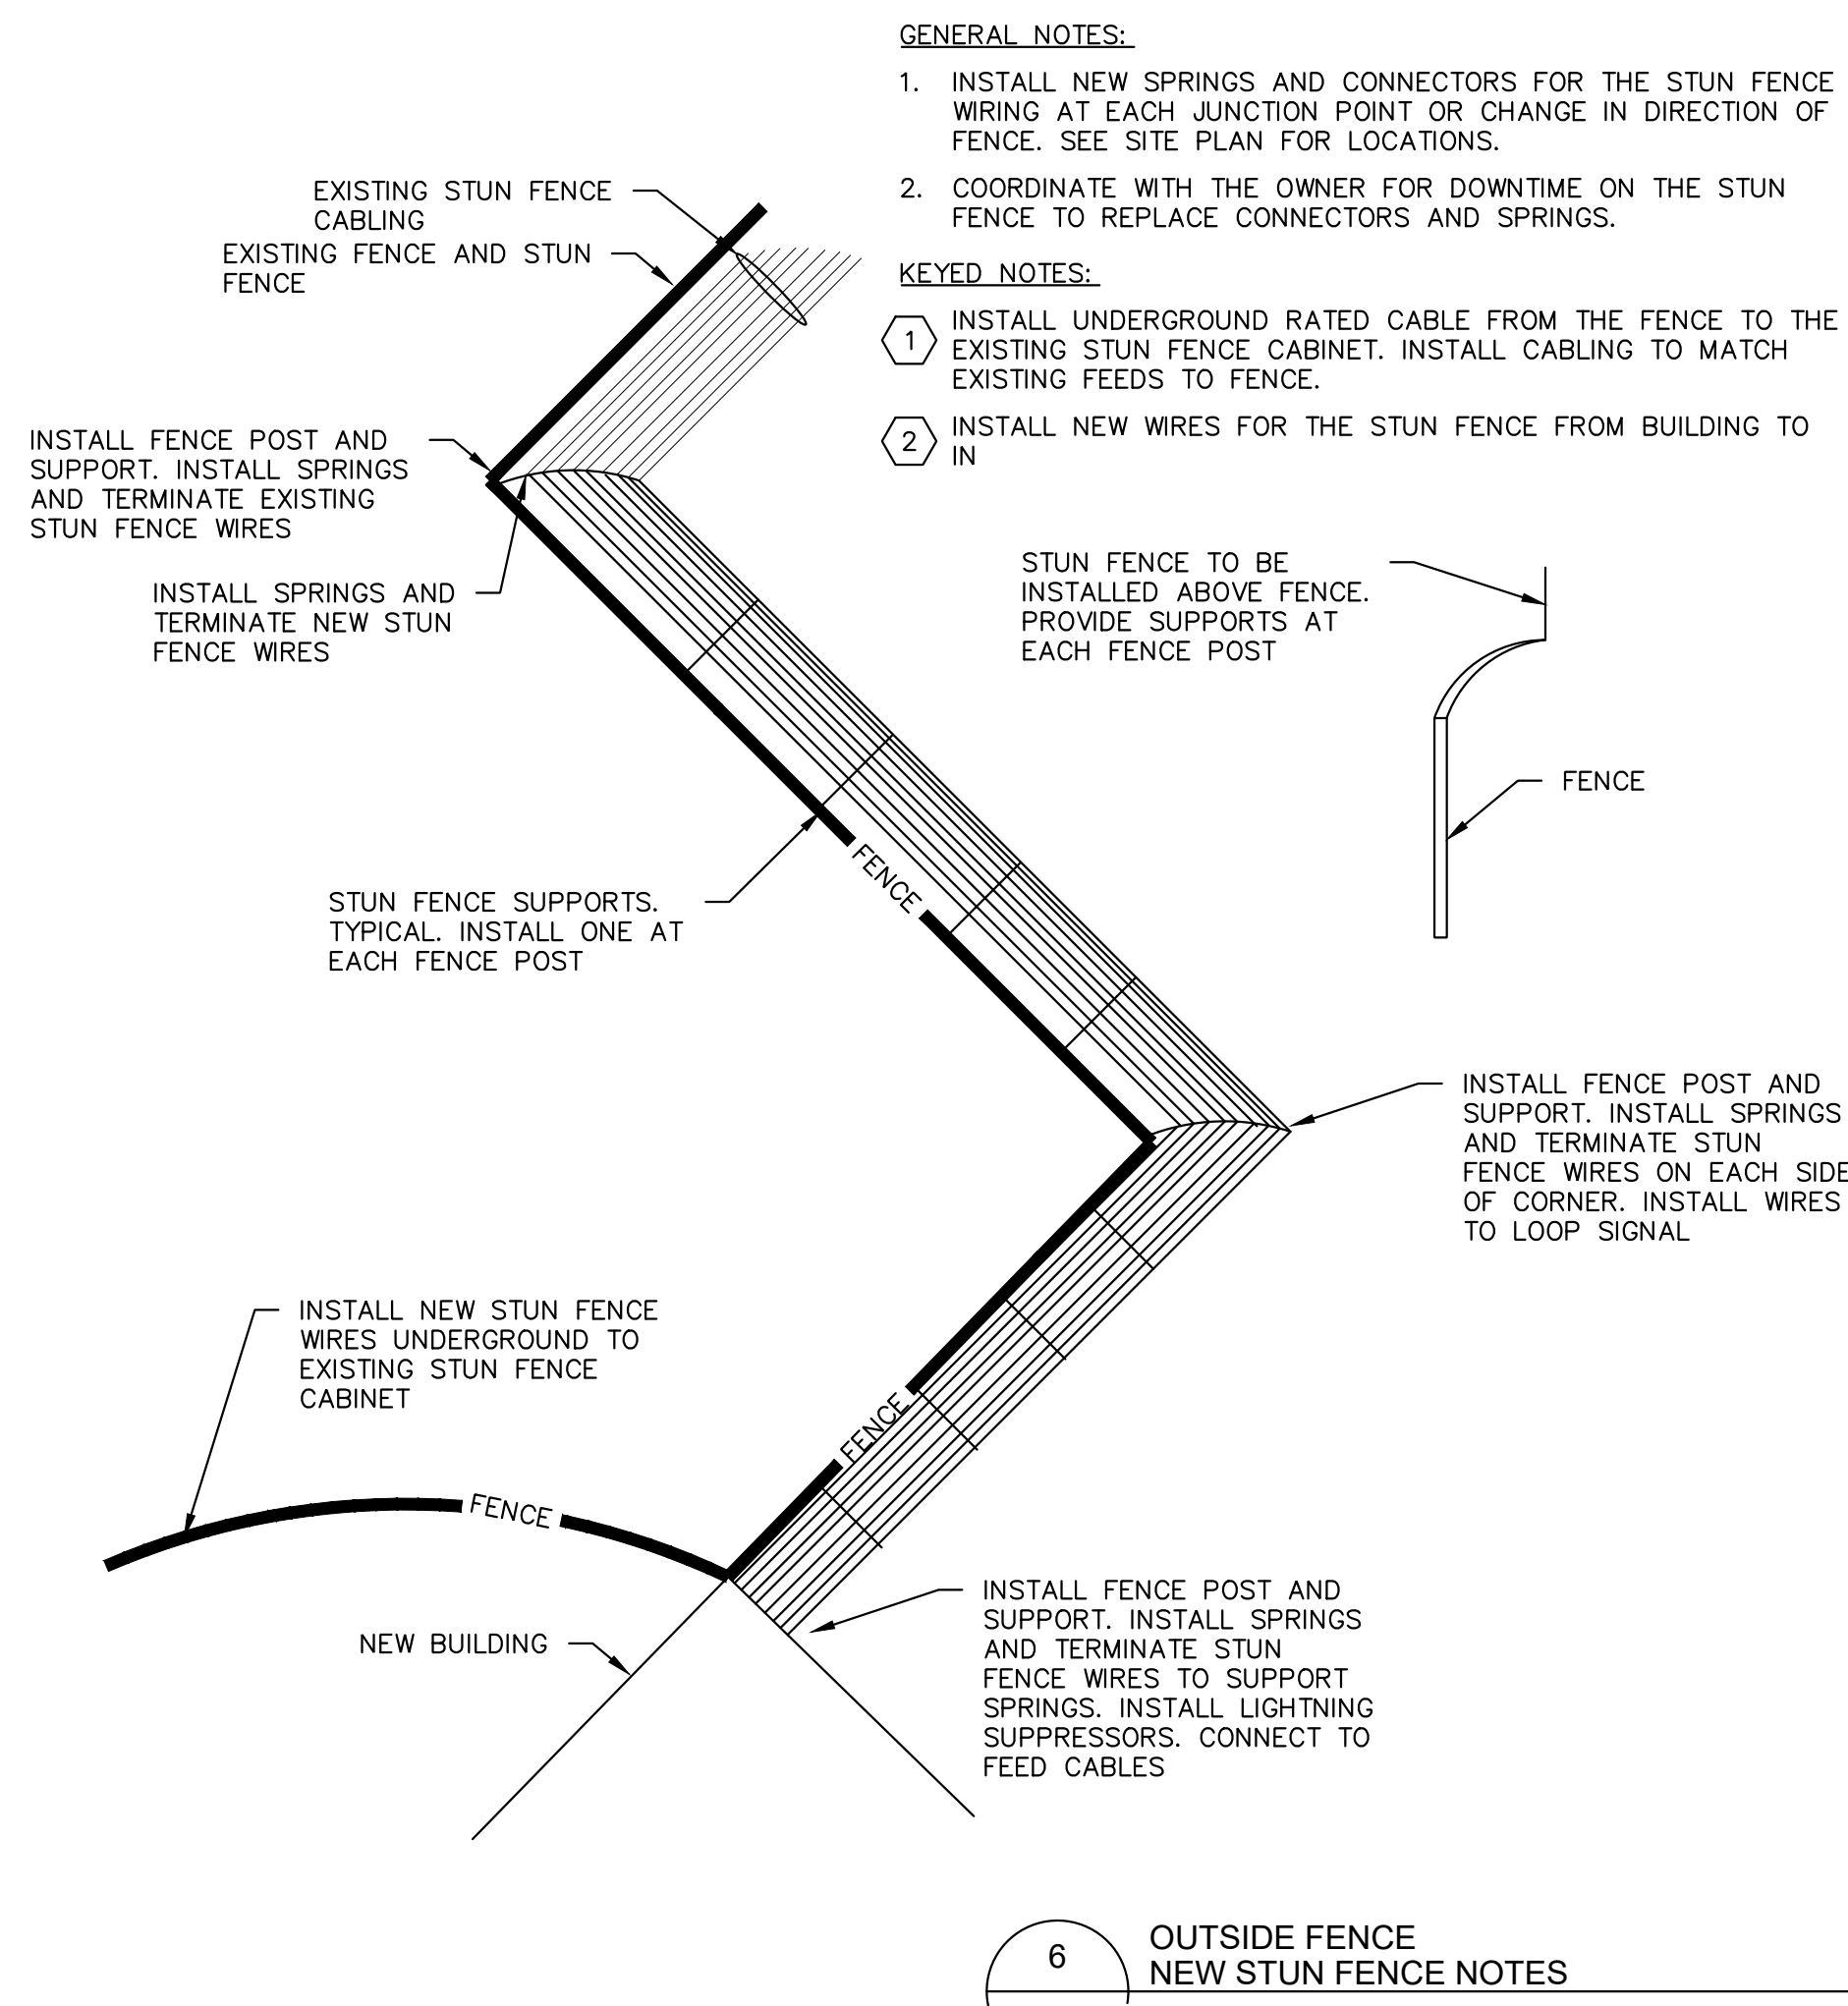 GENERAL NOTES:
1. INSTALL NEW SPRINGS AND CONNECTORS FOR THE STUN FENCE
WIRING AT EACH JUNCTION POINT OR CHANGE IN DIRECTION OF
FENCE. SEE SITE PLAN FOR LOCATIONS.
2. COORDINATE WITH THE OWNER FOR DOWNTIME ON THE STUN
FENCE TO REPLACE CONNECTORS AND SPRINGS.
KEYED NOTES:
1 INSTALL UNDERGROUND RATED CABLE FROM THE FENCE TO THE
EXISTING STUN FENCE CABINET. INSTALL CABLING TO MATCH
EXISTING FEEDS TO FENCE.
2 INSTALL NEW WIRES FOR THE STUN FENCE FROM BUILDING TO
IN
EXISTING STUN FENCE
CABLING
EXISTING FENCE AND STUN
FENCE
INSTALL FENCE POST AND
SUPPORT. INSTALL SPRINGS
AND TERMINATE EXISTING
STUN FENCE WIRES
INSTALL SPRINGS AND
TERMINATE NEW STUN
FENCE WIRES
STUN FENCE TO BE
INSTALLED ABOVE FENCE.
PROVIDE SUPPORTS AT
EACH FENCE POST
FENCE
FENCE
STUN FENCE SUPPORTS.
TYPICAL. INSTALL ONE AT
EACH FENCE POST
INSTALL FENCE POST AND
SUPPORT. INSTALL SPRINGS
AND TERMINATE STUN
FENCE WIRES ON EACH SIDE
OF CORNER. INSTALL WIRES
TO LOOP SIGNAL
INSTALL NEW STUN FENCE
WIRES UNDERGROUND TO
EXISTING STUN FENCE
CABINET
FENCE
FENCE
NEW BUILDING
INSTALL FENCE POST AND
SUPPORT. INSTALL SPRINGS
AND TERMINATE STUN
FENCE WIRES TO SUPPORT
SPRINGS. INSTALL LIGHTNING
SUPPRESSORS. CONNECT TO
FEED CABLES
6
OUTSIDE FENCE
NEW STUN FENCE NOTES